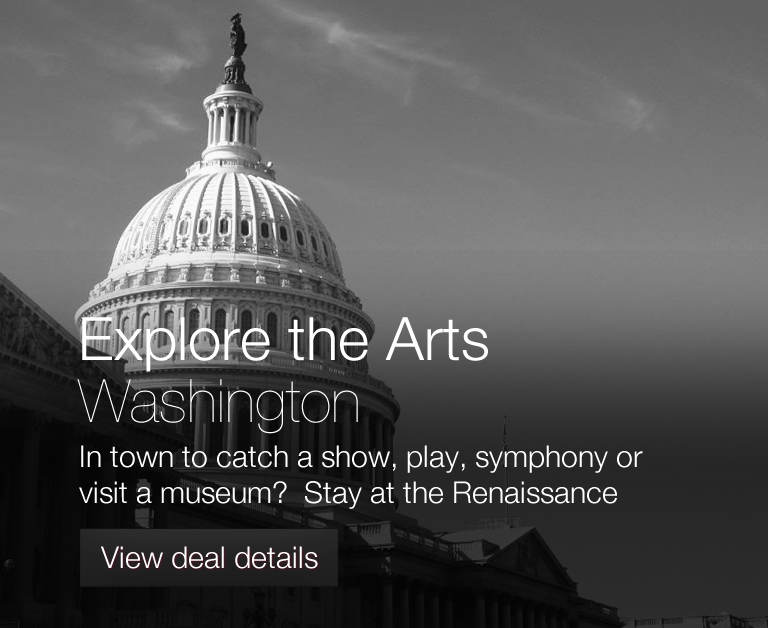 Explore the Arts
Washington
In town to catch a show, play, symphony or
visit a museum?  Stay at the Renaissance
View deal details